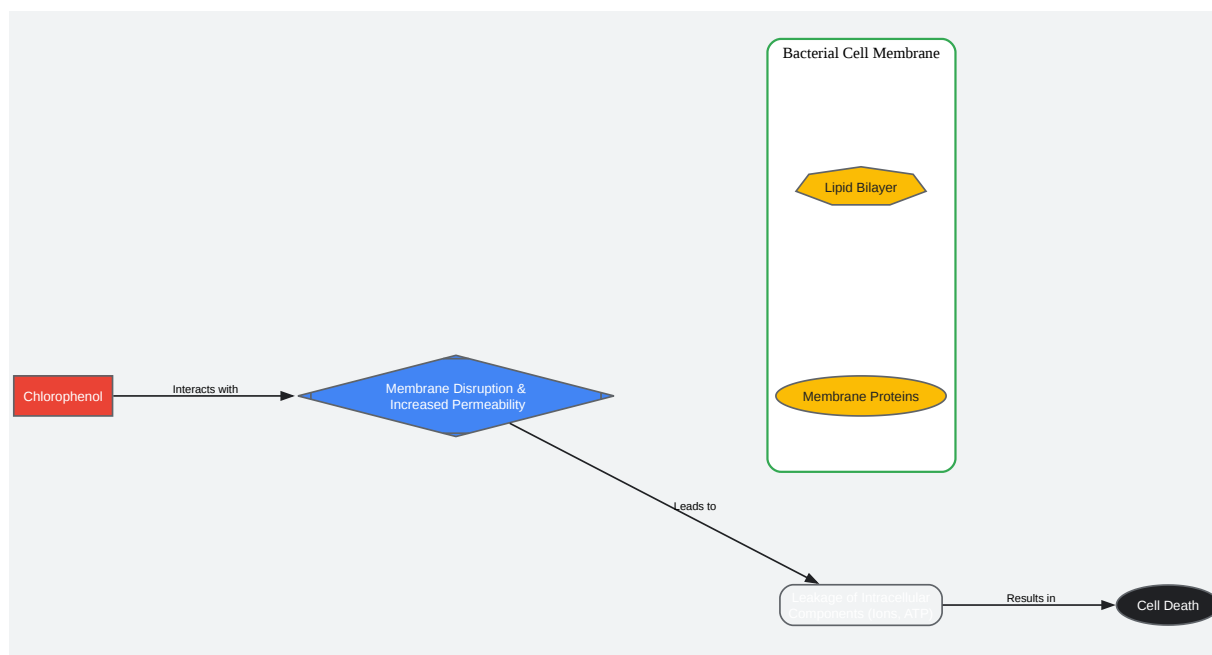 Bacterial Cell Membrane
Lipid Bilayer
Chlorophenol
Interacts with
Membrane Disruption &
Increased Permeability
Membrane Proteins
Leads to
Leakage of Intracellular
Components (Ions, ATP)
Results in
Cell Death